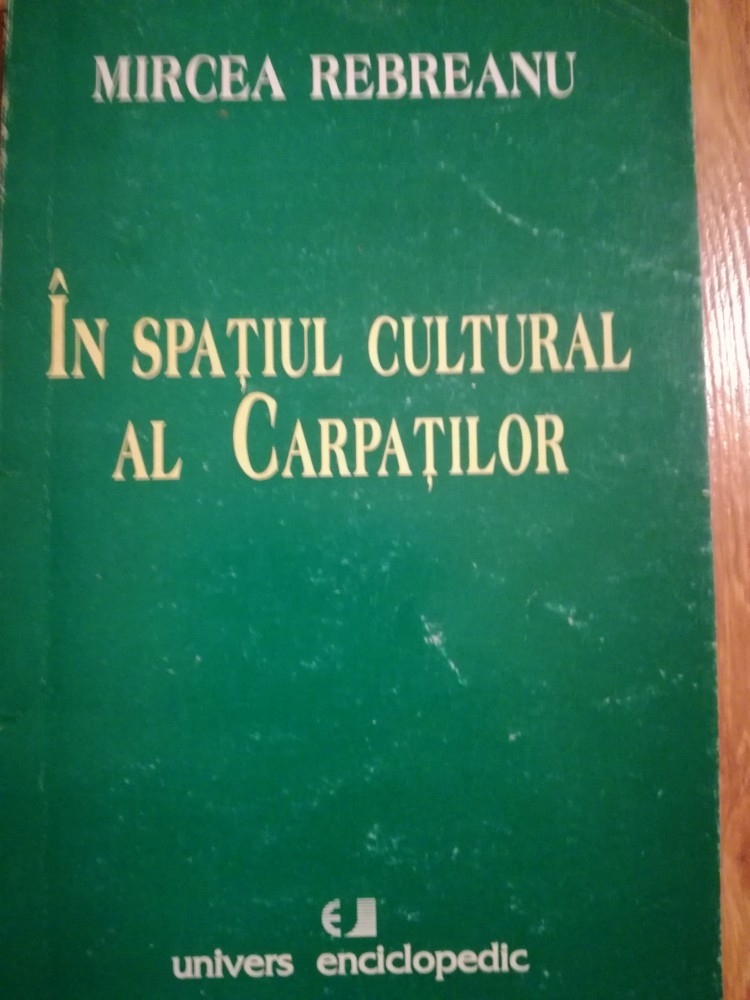 MIRCEA REBREANU
ÎN SPAȚIUL CULTURAL
AL CARPAȚILOR
univers enciclopedic